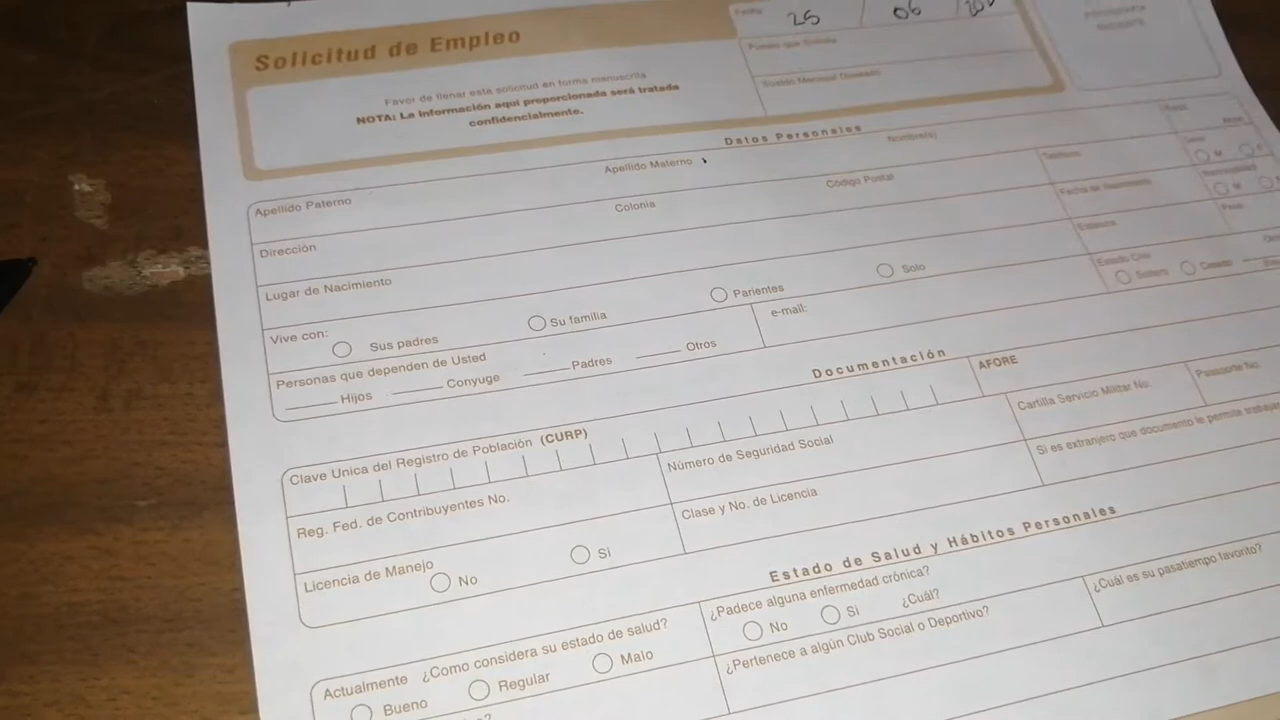 Solicitud de Empleo
Fecha 25 / 06 /
Favor de llenar esta solicitud en forma manuscrita
NOTA: La información aquí proporcionada será tratada
confidencialmente.
Puesto que Solicita
Sueldo Mensual Deseado
Datos Personales
Apellido Paterno Apellido Materno Nombre(s)
Dirección Colonia Código Postal Teléfono
M F
Lugar de Nacimiento Fecha de Nacimiento Nacionalidad
M
Vive con: Estatura Peso
Sus padres Su familia Parientes Solo
Personas que dependen de Usted e-mail: Estado Civil
Hijos Conyuge Padres Otros Soltero Casado
Documentación
Clave Unica del Registro de Población (CURP) AFORE
Reg. Fed. de Contribuyentes No. Número de Seguridad Social Cartilla Servicio Militar No. Pasaporte No.
Licencia de Manejo Clase y No. de Licencia Si es extranjero que documento le permite trabajar
No Si
Estado de Salud y Hábitos Personales
Actualmente ¿Como considera su estado de salud? ¿Padece alguna enfermedad crònica?
Bueno Regular Malo No Si ¿Cuál?
¿Pertenece a algún Club Social o Deportivo? ¿Cuál es su pasatiempo favorito?